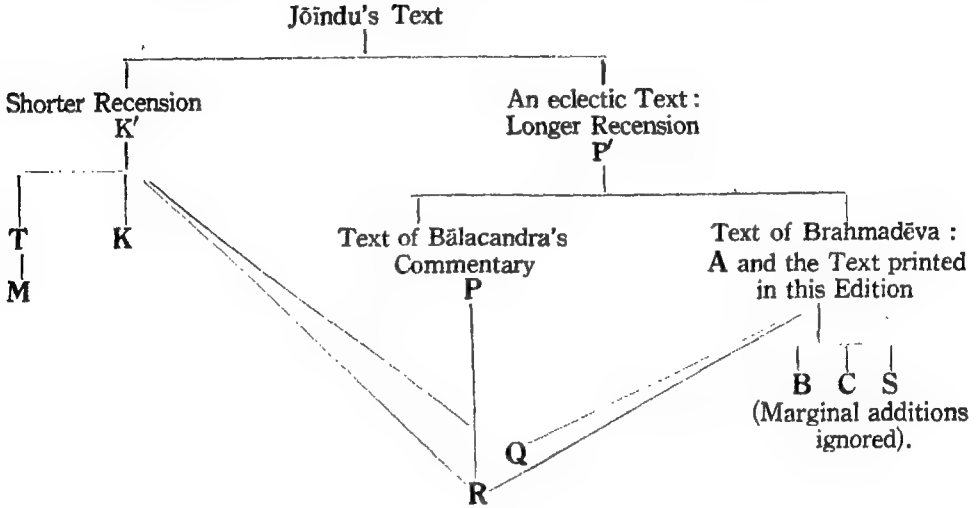 Jōīndu's Text
Shorter Recension
K′
An eclectic Text :
Longer Recension
P′
T
K
M
Text of Bālacandra's
Commentary
P
Text of Brahmadēva :
A and the Text printed
in this Edition
B C S
(Marginal additions
ignored).
Q
R